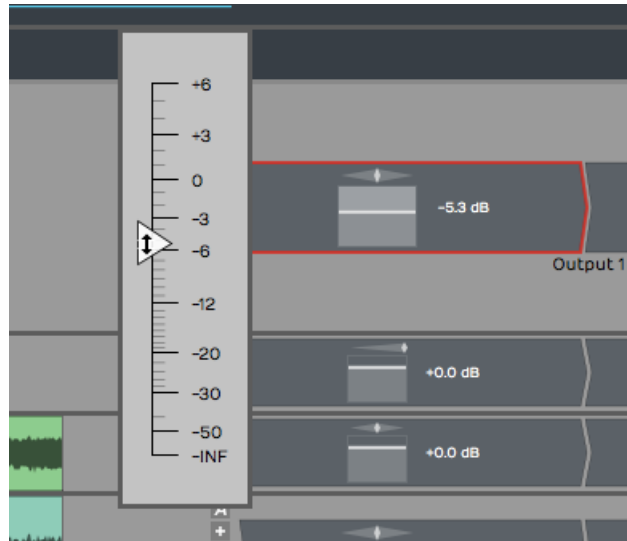 +6
+3
0
-3
-6
-12
-20
-30
-50
-INF
-5.3 dB
Output 1
+0.0 dB
+0.0 dB
A
+